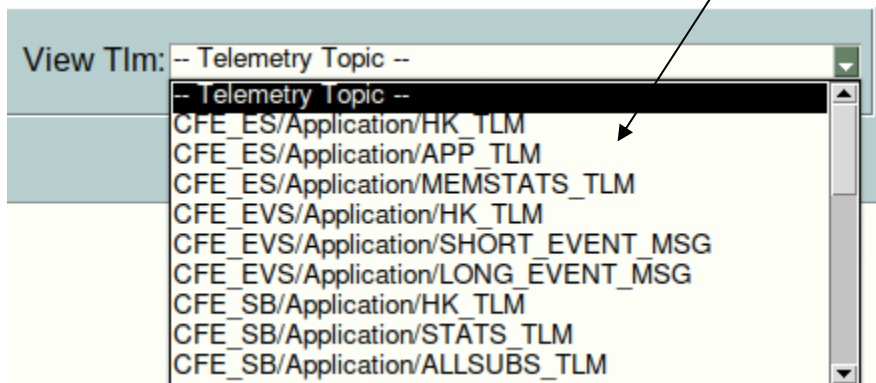 View Tlm: -- Telemetry Topic --
-- Telemetry Topic --
CFE_ES/Application/HK_TLM
CFE_ES/Application/APP_TLM
CFE_ES/Application/MEMSTATS_TLM
CFE_EVS/Application/HK_TLM
CFE_EVS/Application/SHORT_EVENT_MSG
CFE_EVS/Application/LONG_EVENT_MSG
CFE_SB/Application/HK_TLM
CFE_SB/Application/STATS_TLM
CFE_SB/Application/ALLSUBS_TLM